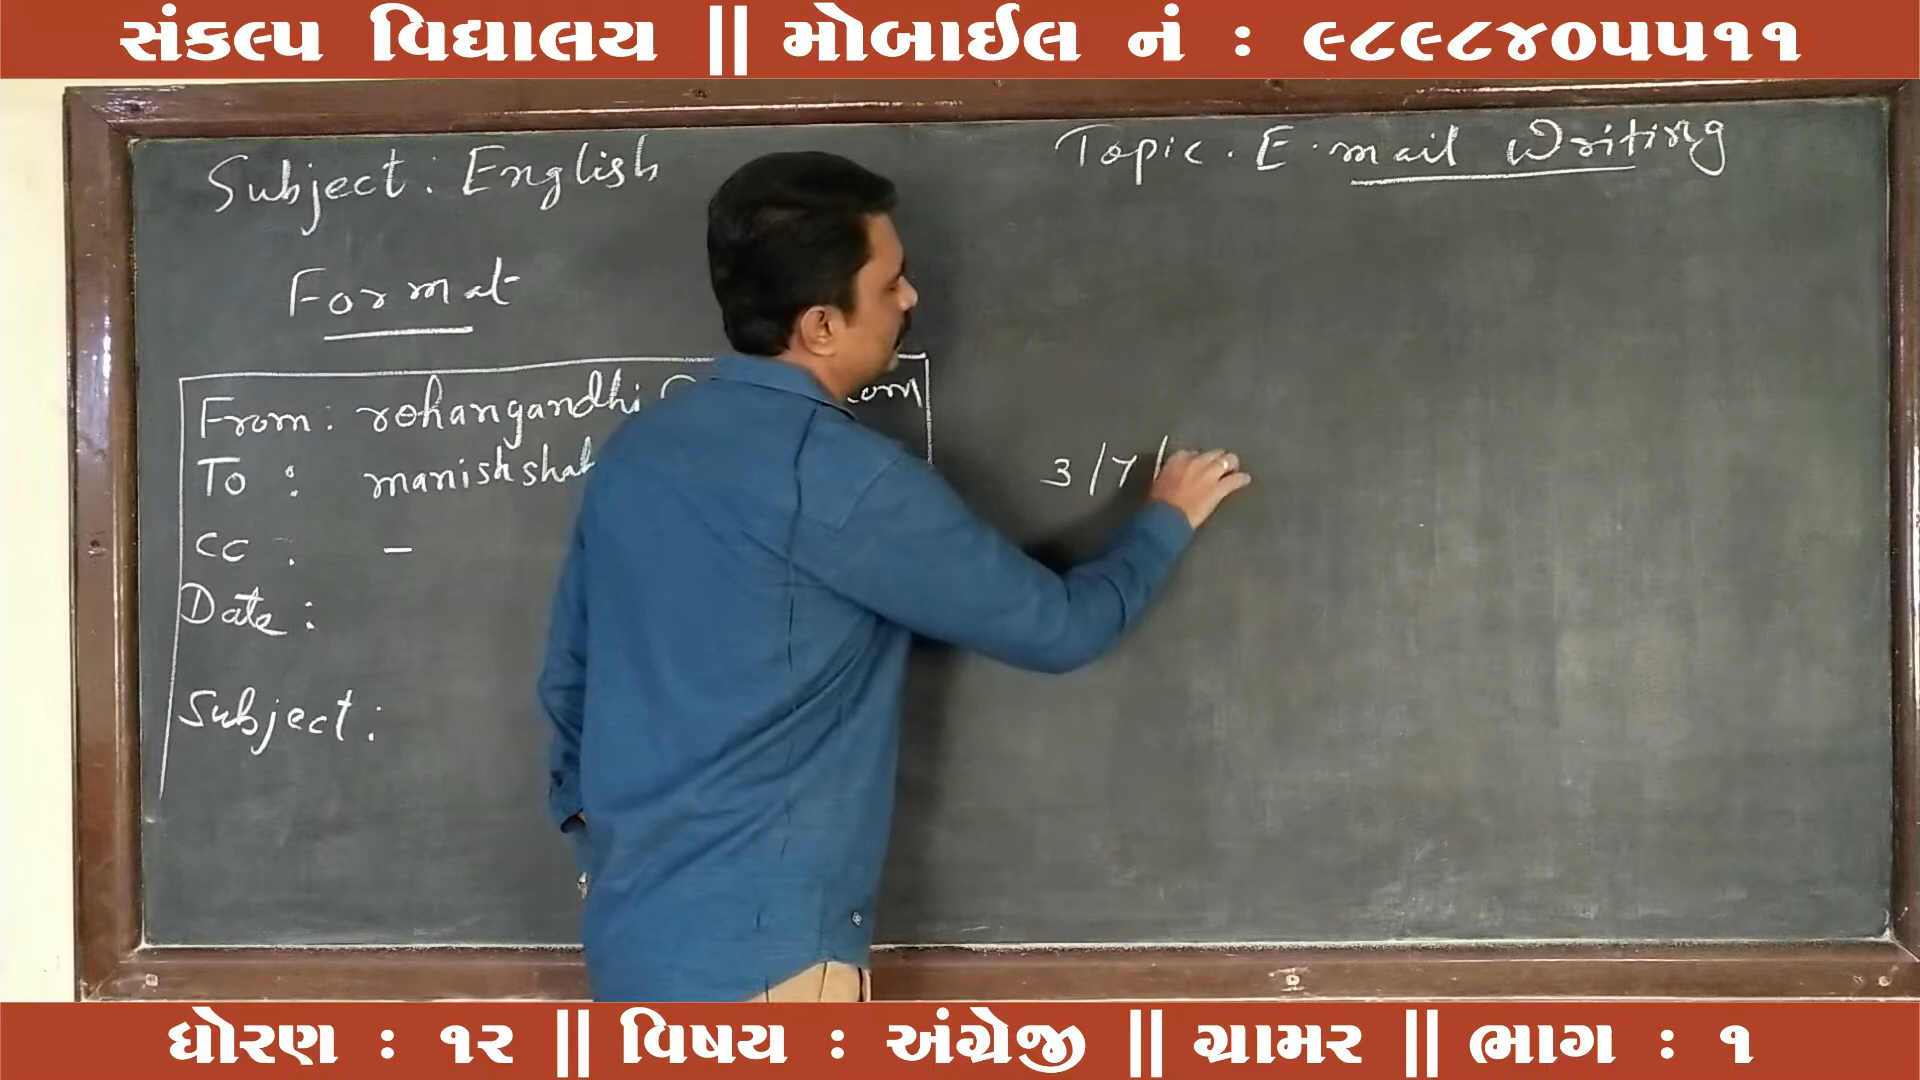 સંકલ્પ વિદ્યાલય || મોબાઈલ નં : ૯૮૯૮૪૦૫૫૧૧
Subject : English
Topic . E . mail Writing
Format
From : rohangandhi com
To : manishshah
CC : –
Date :
3/7/
Subject :
ધોરણ : ૧૨ || વિષય : અંગ્રેજી || ગ્રામર || ભાગ : ૧